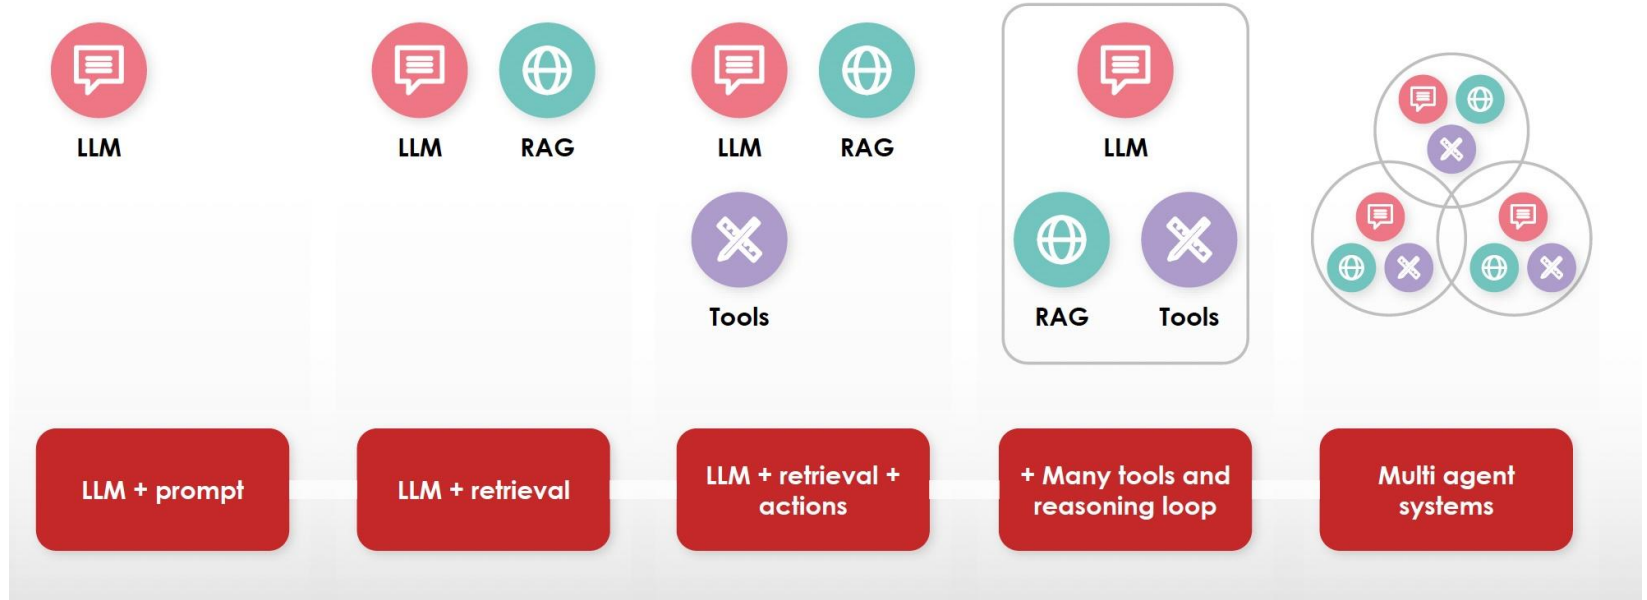 LLM
LLM
RAG
LLM
RAG
Tools
LLM
RAG
Tools
LLM + prompt
LLM + retrieval
LLM + retrieval +
actions
+ Many tools and
reasoning loop
Multi agent
systems